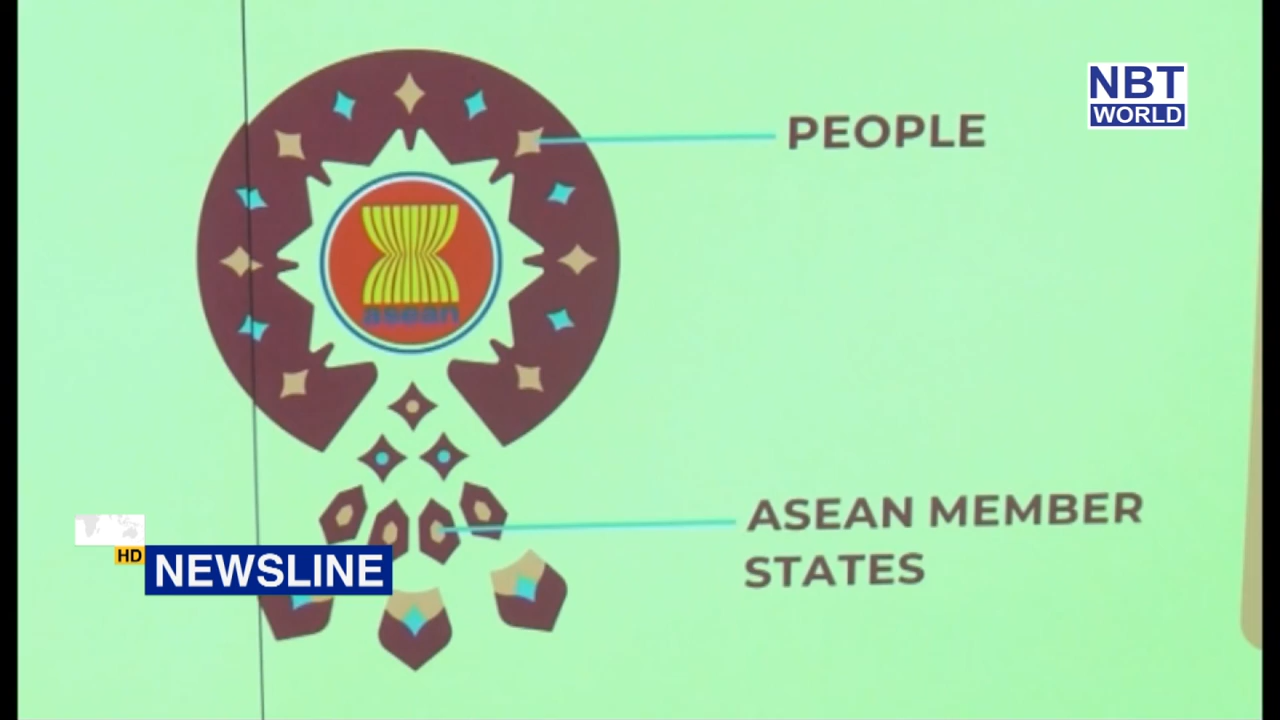 NBT
WORLD
PEOPLE
asean
ASEAN MEMBER
STATES
HD
NEWSLINE